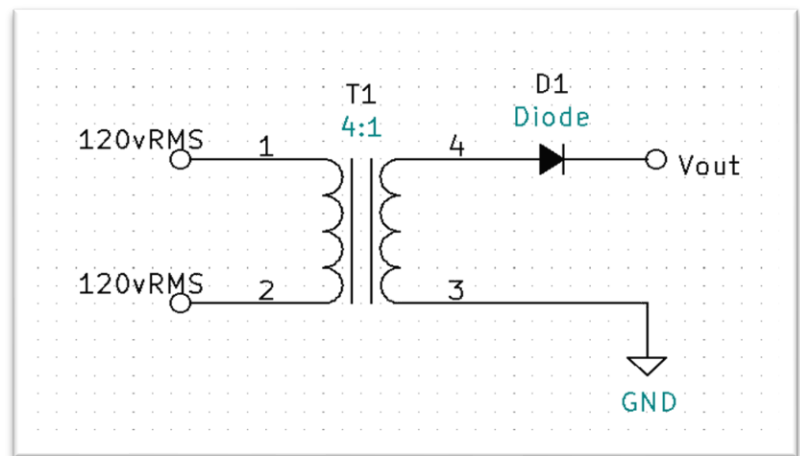 T1
4:1
D1
Diode
120vRMS
1
4
Vout
120vRMS
2
3
GND